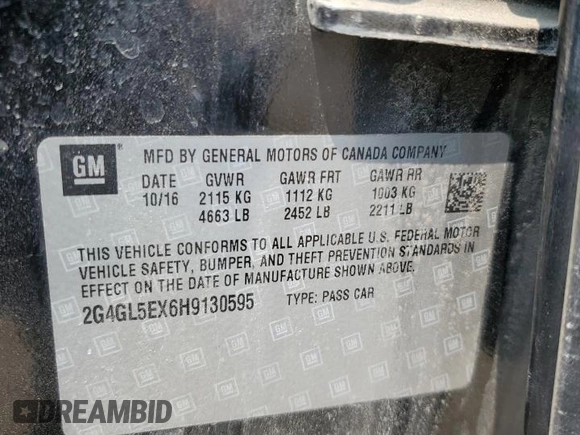 GM
MFD BY GENERAL MOTORS OF CANADA COMPANY
DATE GVWR GAWR FRT GAWR RR
10/16 2115 KG 1112 KG 1003 KG
4663 LB 2452 LB 2211 LB
THIS VEHICLE CONFORMS TO ALL APPLICABLE U.S. FEDERAL MOTOR
VEHICLE SAFETY, BUMPER, AND THEFT PREVENTION STANDARDS IN
EFFECT ON THE DATE OF MANUFACTURE SHOWN ABOVE.
2G4GL5EX6H9130595 TYPE: PASS CAR
DREAMBID